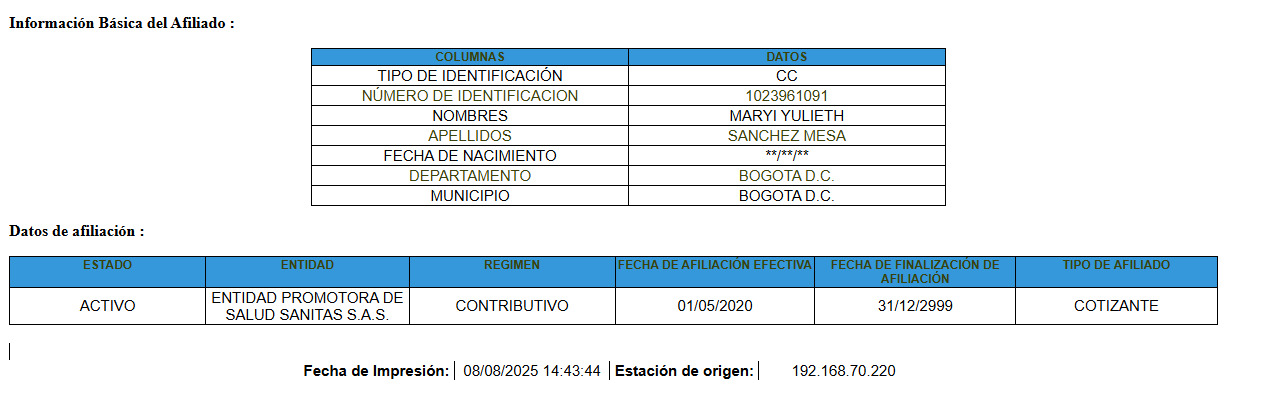 Información Básica del Afiliado :
COLUMNAS DATOS
TIPO DE IDENTIFICACIÓN CC
NÚMERO DE IDENTIFICACION 1023961091
NOMBRES MARYI YULIETH
APELLIDOS SANCHEZ MESA
FECHA DE NACIMIENTO **/**/**
DEPARTAMENTO BOGOTA D.C.
MUNICIPIO BOGOTA D.C.
Datos de afiliación :
ESTADO ENTIDAD REGIMEN FECHA DE AFILIACIÓN EFECTIVA FECHA DE FINALIZACIÓN DE AFILIACIÓN TIPO DE AFILIADO
ACTIVO ENTIDAD PROMOTORA DE SALUD SANITAS S.A.S. CONTRIBUTIVO 01/05/2020 31/12/2999 COTIZANTE
Fecha de Impresión: 08/08/2025 14:43:44 Estación de origen: 192.168.70.220